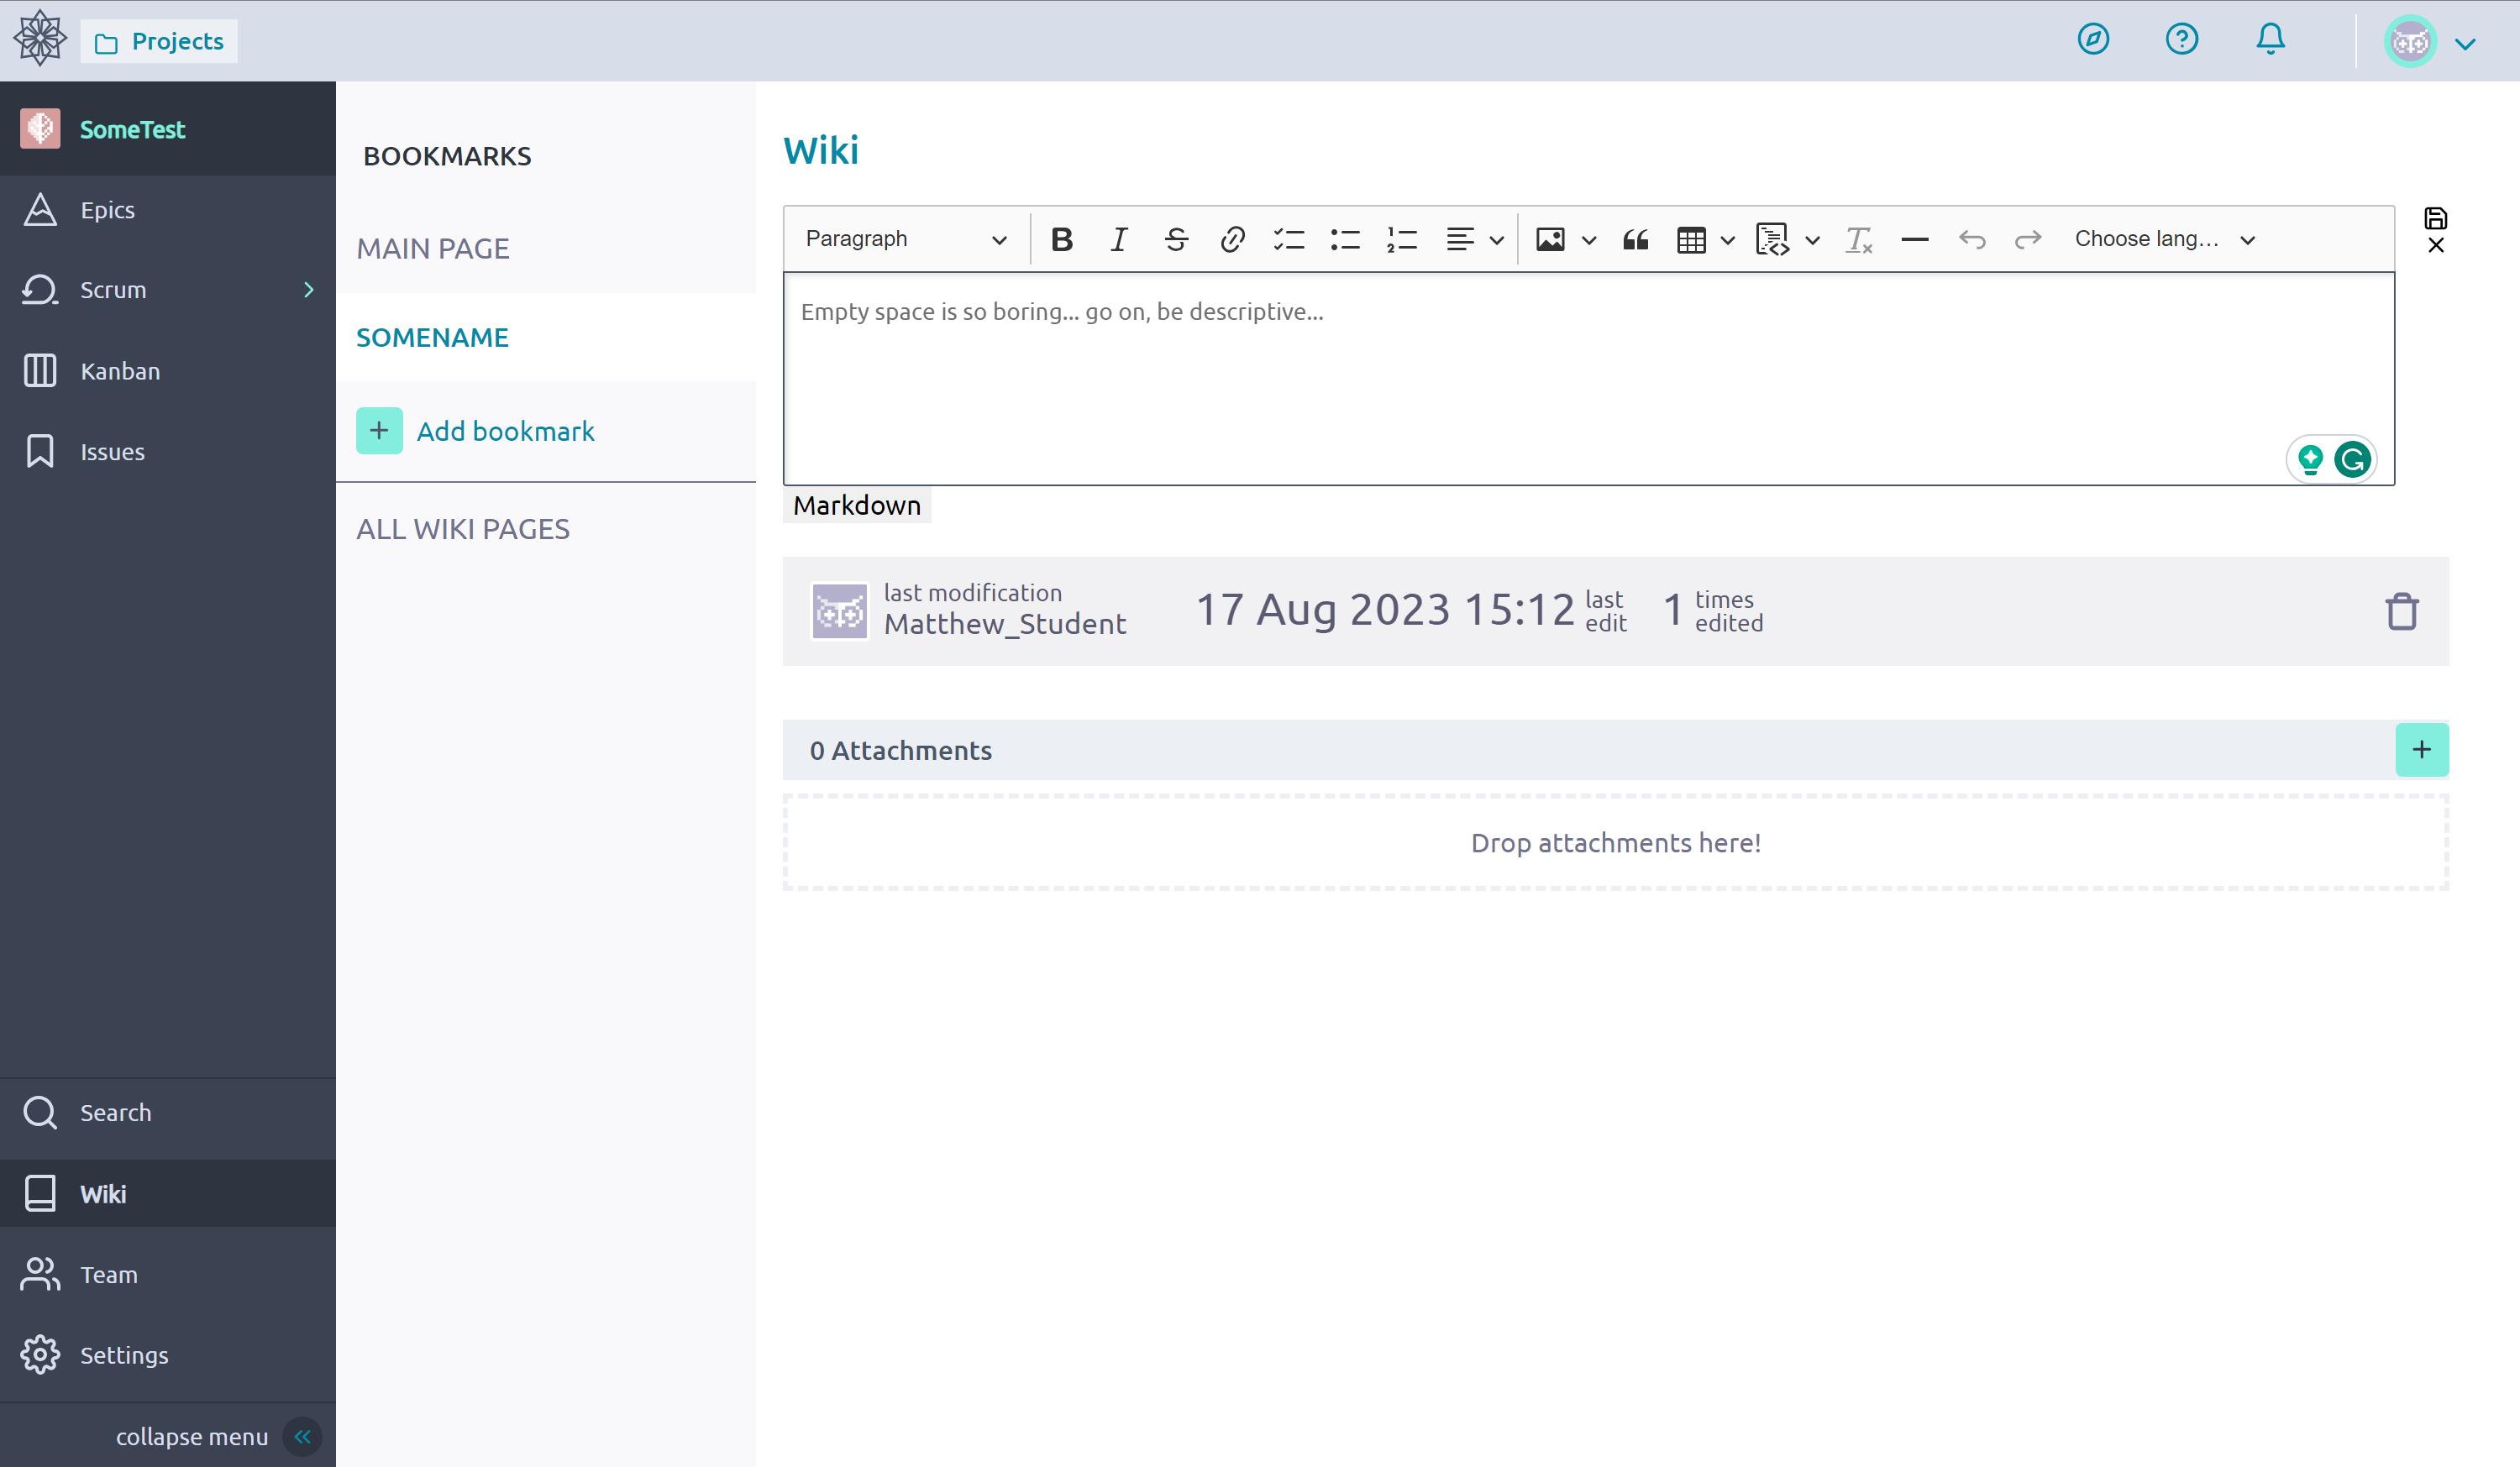 Projects
SomeTest
Epics
Scrum
Kanban
Issues
Search
Wiki
Team
Settings
collapse menu
BOOKMARKS
MAIN PAGE
SOMENAME
Add bookmark
ALL WIKI PAGES
Wiki
Paragraph
Choose lang...
Empty space is so boring... go on, be descriptive...
Markdown
last modification
Matthew_Student
17 Aug 2023 15:12 last edit
1 times edited
0 Attachments
Drop attachments here!